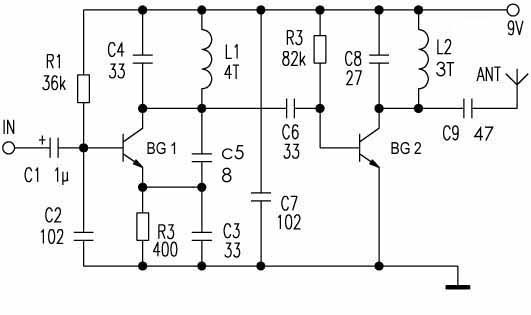 9V
R1
36k
C4
33
L1
4T
R3
82k
C8
27
L2
3T
ANT
IN
+
C1 1μ
BG 1
C5
8
C6
33
BG 2
C9 47
C2
102
R3
400
C3
33
C7
102